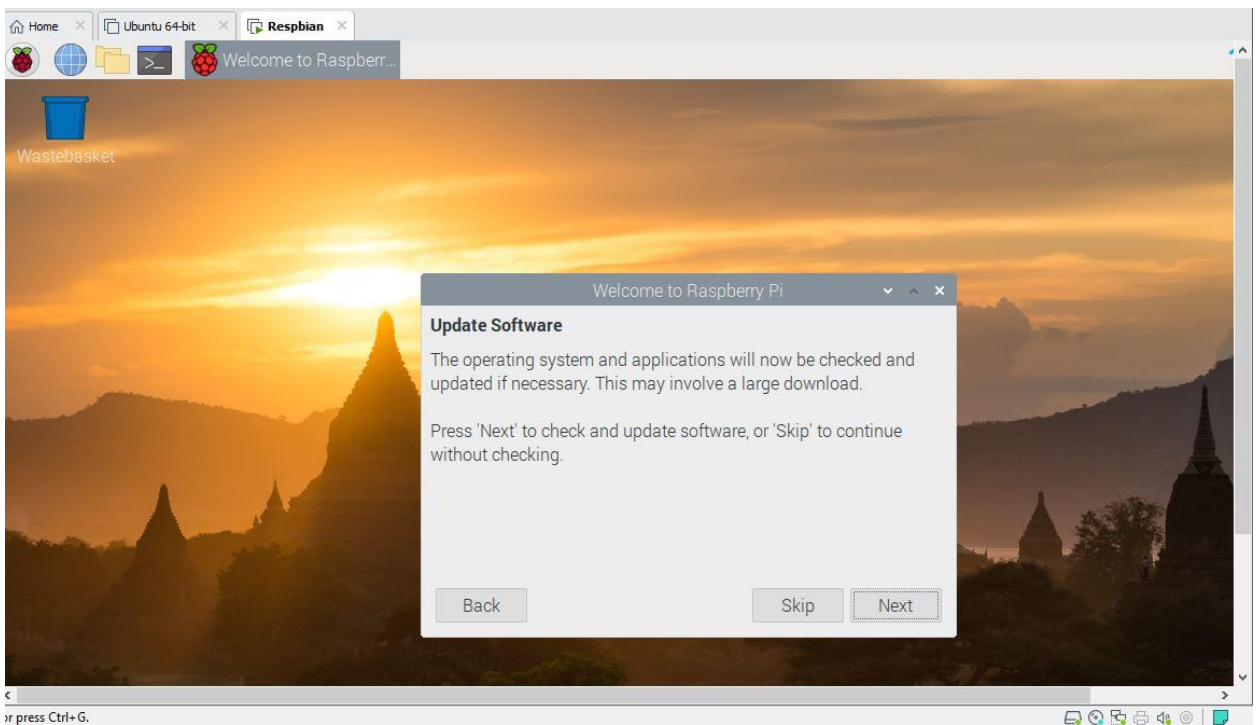 Home
Ubuntu 64-bit
Respbian
Welcome to Raspberr...
Wastebasket
Welcome to Raspberry Pi
Update Software
The operating system and applications will now be checked and
updated if necessary. This may involve a large download.
Press 'Next' to check and update software, or 'Skip' to continue
without checking.
Back
Skip
Next
or press Ctrl+G.